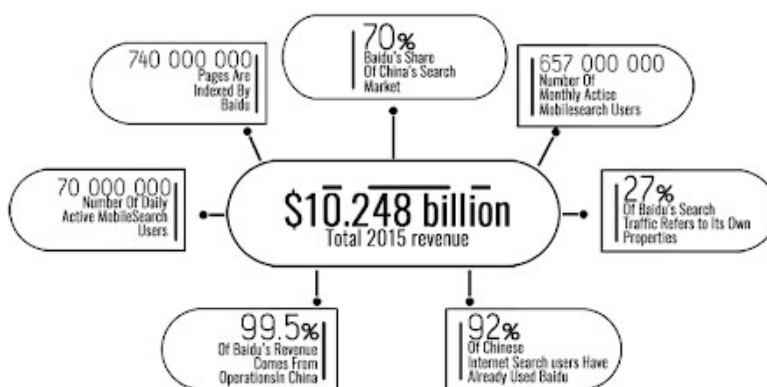 740 000 000
Pages Are
Indexed By
Baidu
70%
Baidu's Share
Of China's Search
Market
657 000 000
Number Of
Monthly Active
Mobilesearch Users
70 000 000
Number Of Daily
Active MobileSearch
Users
$10.248 billion
Total 2015 revenue
27%
Of Baidu's Search
Traffic Refers to Its Own
Properties
99.5%
Of Baidu's Revenue
Comes From
OperationsIn China
92%
Of Chinese
Internet Search users Have
Already Used Baidu